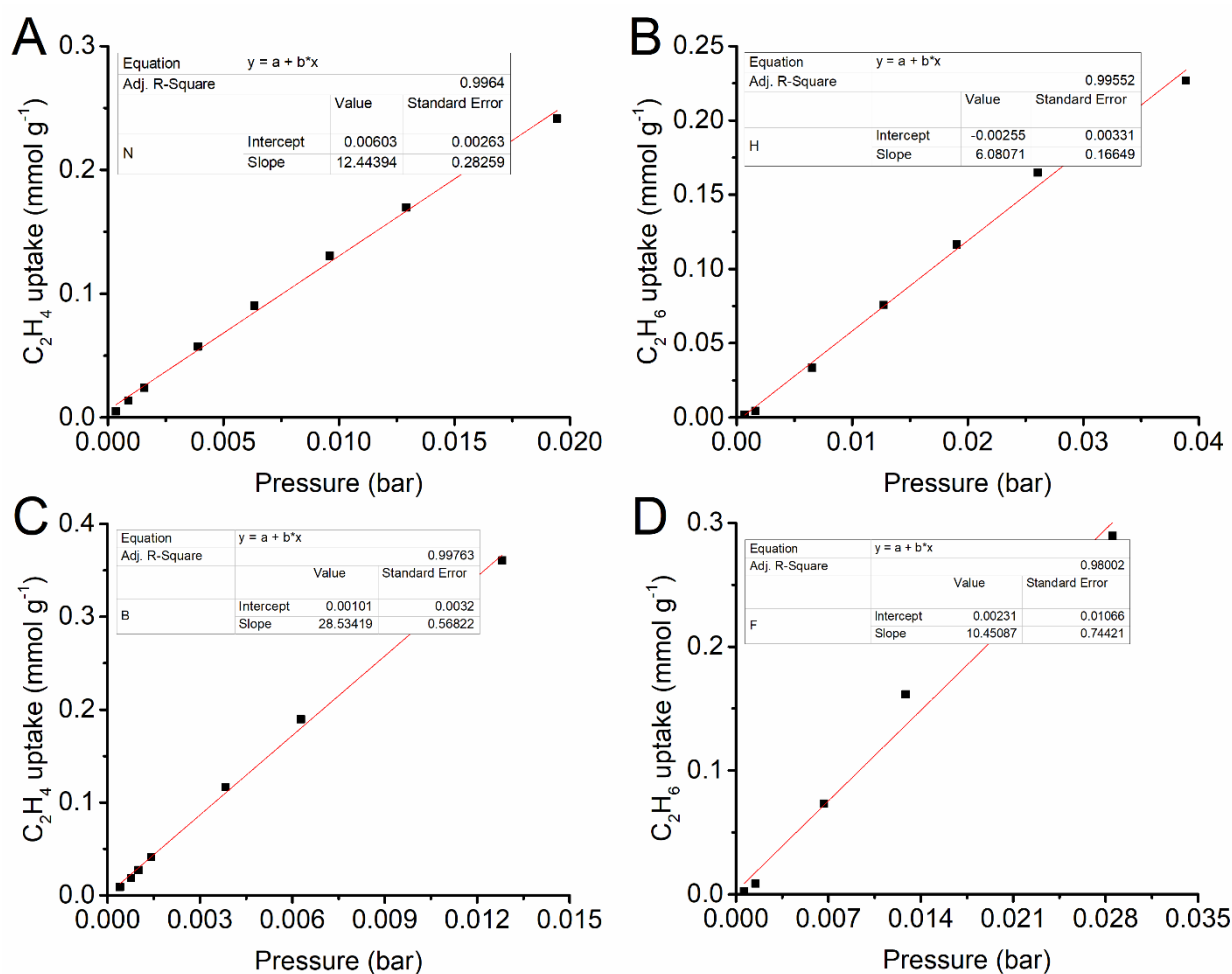 A
0.3
0.2
0.1
0.0
C₂H₄ uptake (mmol g⁻¹)
Equation y = a + b*x
Adj. R-Square 0.9964
Value Standard Error
N Intercept 0.00603 0.00263
Slope 12.44394 0.28259
0.000 0.005 0.010 0.015 0.020
Pressure (bar)
B
0.25
0.20
0.15
0.10
0.05
0.00
C₂H₆ uptake (mmol g⁻¹)
Equation y = a + b*x
Adj. R-Square 0.99552
Value Standard Error
H Intercept -0.00255 0.00331
Slope 6.08071 0.16649
0.00 0.01 0.02 0.03 0.04
Pressure (bar)
C
0.4
0.3
0.2
0.1
0.0
C₂H₄ uptake (mmol g⁻¹)
Equation y = a + b*x
Adj. R-Square 0.99763
Value Standard Error
B Intercept 0.00101 0.0032
Slope 28.53419 0.56822
0.000 0.003 0.006 0.009 0.012 0.015
Pressure (bar)
D
0.3
0.2
0.1
0.0
C₂H₆ uptake (mmol g⁻¹)
Equation y = a + b*x
Adj. R-Square 0.98002
Value Standard Error
F Intercept 0.00231 0.01066
Slope 10.45087 0.74421
0.000 0.007 0.014 0.021 0.028 0.035
Pressure (bar)